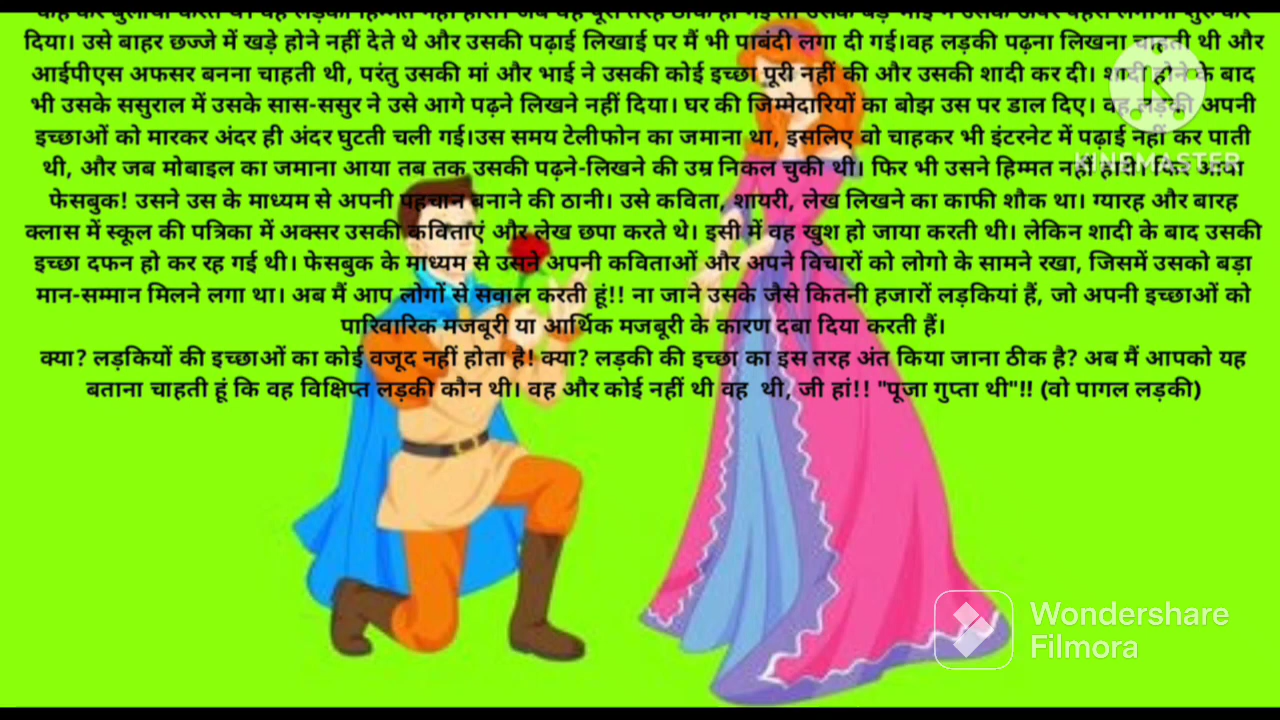 दिया। उसे बाहर छज्जे में खड़े होने नहीं देते थे और उसकी पढ़ाई लिखाई पर मैं भी पाबंदी लगा दी गई।वह लड़की पढ़ना लिखना चाहती थी और
आईपीएस अफसर बनना चाहती थी, परंतु उसकी मां और भाई ने उसकी कोई इच्छा पूरी नहीं की और उसकी शादी कर दी। शादी होने के बाद
भी उसके ससुराल में उसके सास-ससुर ने उसे आगे पढ़ने लिखने नहीं दिया। घर की जिम्मेदारियों का बोझ उस पर डाल दिए। वह लड़की अपनी
इच्छाओं को मारकर अंदर ही अंदर घुटती चली गई।उस समय टेलीफोन का जमाना था, इसलिए वो चाहकर भी इंटरनेट में पढ़ाई नहीं कर पाती
थी, और जब मोबाइल का जमाना आया तब तक उसकी पढ़ने-लिखने की उम्र निकल चुकी थी। फिर भी उसने हिम्मत नहीं हारी। फिर आया
फेसबुक! उसने उस के माध्यम से अपनी पहचान बनाने की ठानी। उसे कविता, शायरी, लेख लिखने का काफी शौक था। ग्यारह और बारह
क्लास में स्कूल की पत्रिका में अक्सर उसकी कविताएं और लेख छपा करते थे। इसी में वह खुश हो जाया करती थी। लेकिन शादी के बाद उसकी
इच्छा दफन हो कर रह गई थी। फेसबुक के माध्यम से उसने अपनी कविताओं और अपने विचारों को लोगो के सामने रखा, जिसमें उसको बड़ा
मान-सम्मान मिलने लगा था। अब मैं आप लोगों से सवाल करती हूं!! ना जाने उसके जैसे कितनी हजारों लड़कियां हैं, जो अपनी इच्छाओं को
पारिवारिक मजबूरी या आर्थिक मजबूरी के कारण दबा दिया करती हैं।
क्या? लड़कियों की इच्छाओं का कोई वजूद नहीं होता है! क्या? लड़की की इच्छा का इस तरह अंत किया जाना ठीक है? अब मैं आपको यह
बताना चाहती हूं कि वह विक्षिप्त लड़की कौन थी। वह और कोई नहीं थी वह थी, जी हां!! "पूजा गुप्ता थी"!! (वो पागल लड़की)
K
KINEMASTER
Wondershare
Filmora